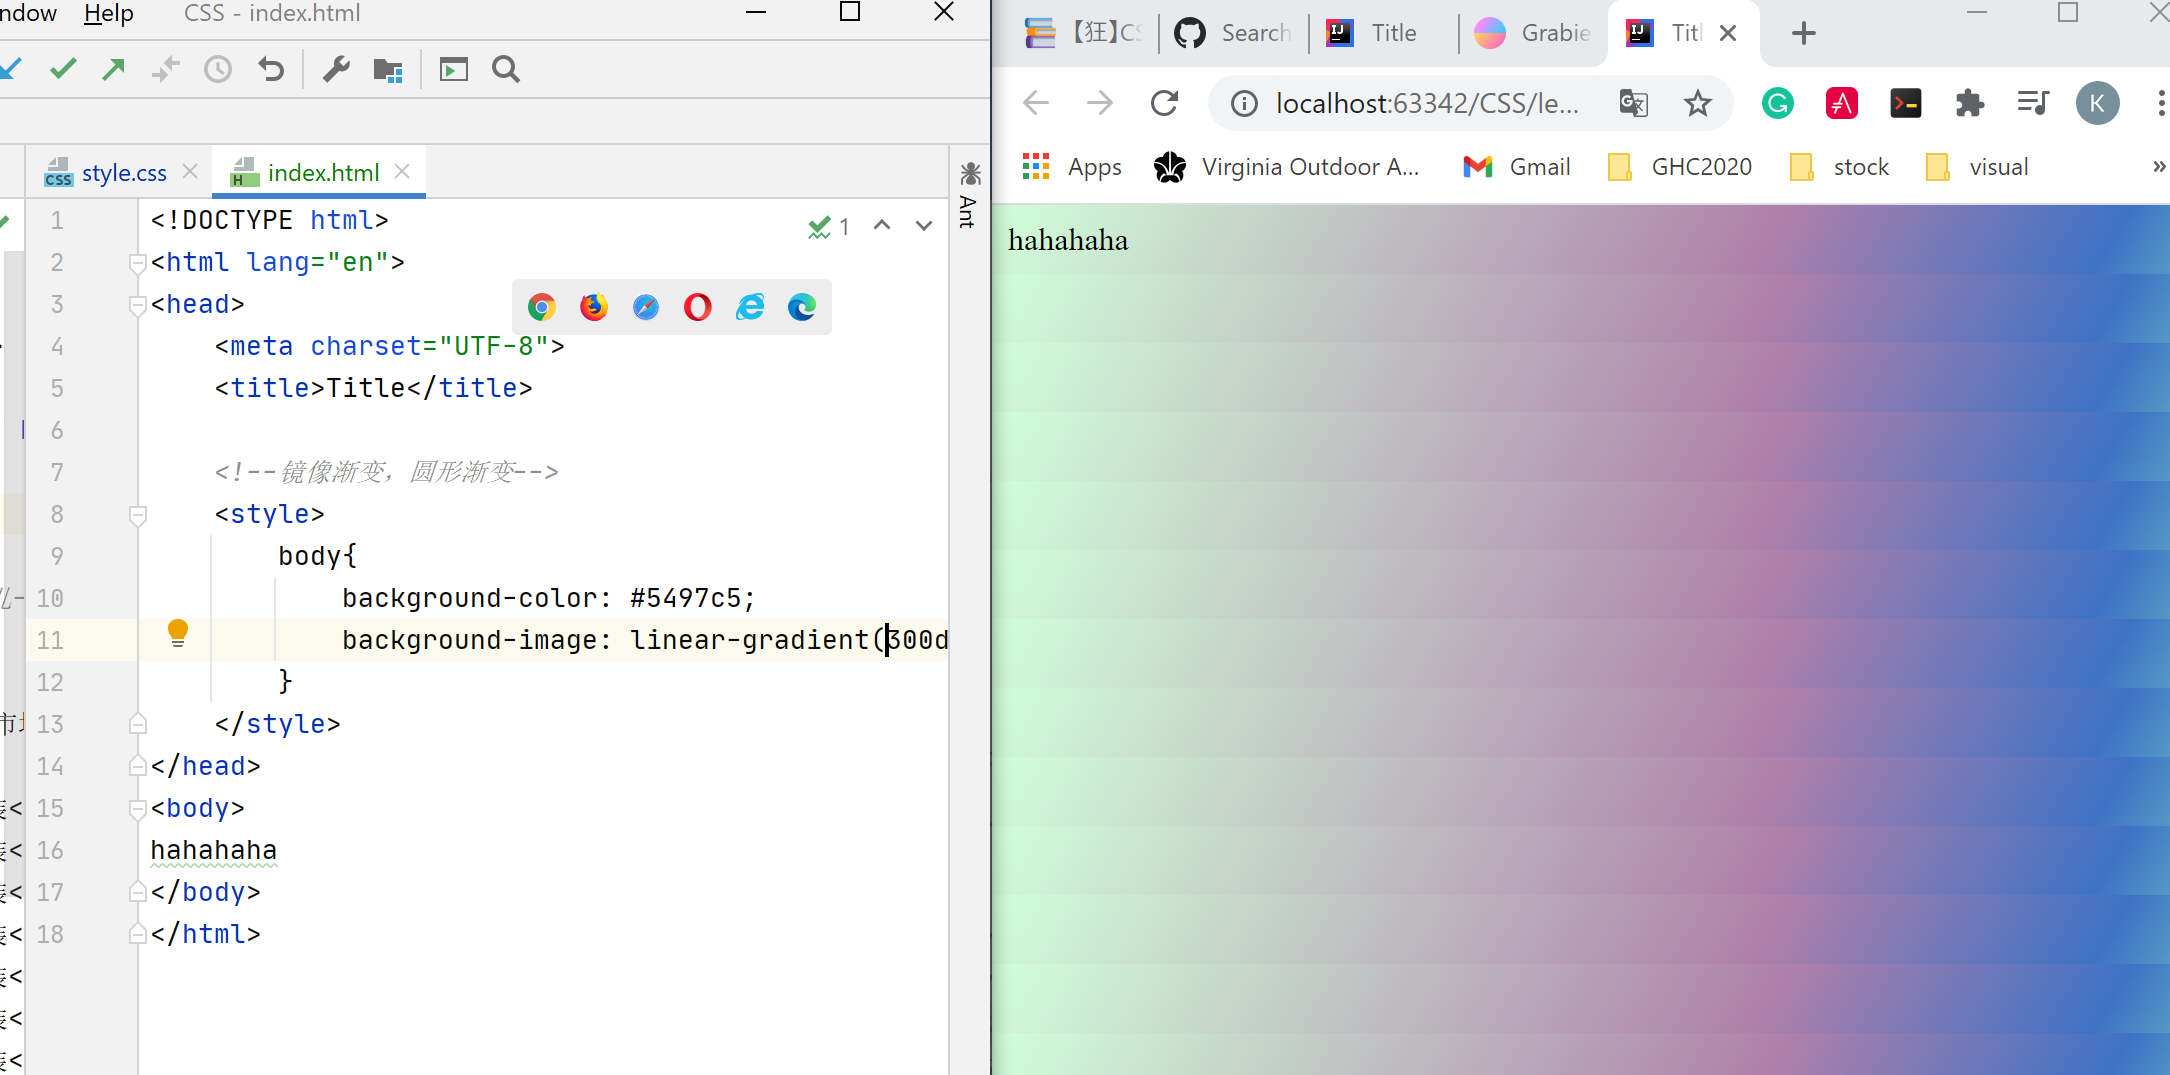 ndow Help CSS - index.html
style.css index.html
Ant
1 <!DOCTYPE html>
1
2 <html lang="en">
3 <head>
4 <meta charset="UTF-8">
5 <title>Title</title>
6
7 <!--镜像渐变，圆形渐变-->
8 <style>
9 body{
10 background-color: #5497c5;
11 background-image: linear-gradient(300d
12 }
13 </style>
14 </head>
15 <body>
16 hahahaha
17 </body>
18 </html>
【狂】CS Search Title Grabie Titl
localhost:63342/CSS/le... K
Apps Virginia Outdoor A... Gmail GHC2020 stock visual »
hahahaha